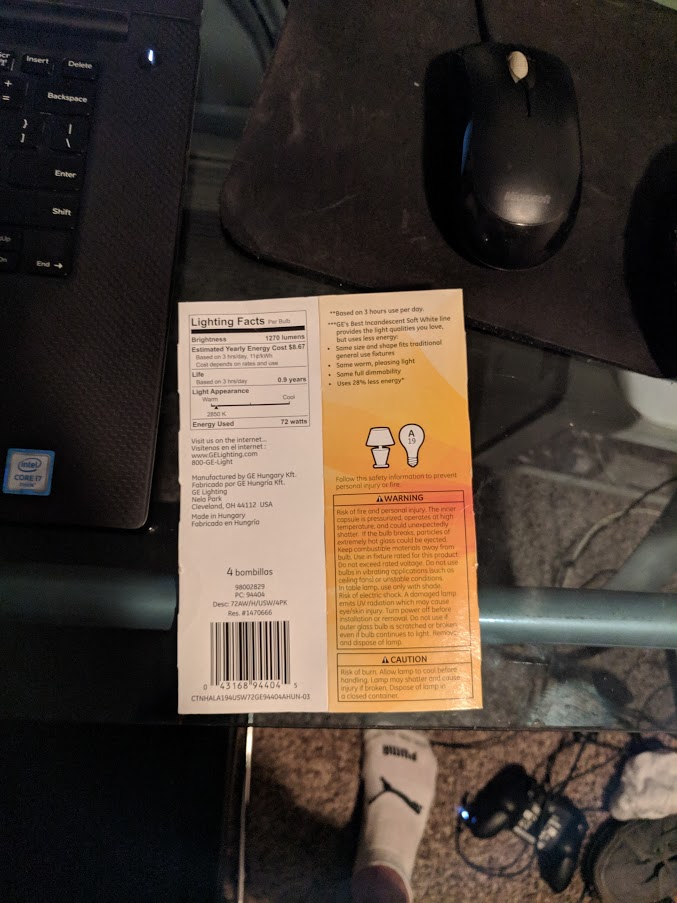 Insert
Delete
Backspace
Enter
Shift
End →
intel
CORE i7
Microsoft
Lighting Facts Per Bulb
Brightness 1270 lumens
Estimated Yearly Energy Cost $8.67
Based on 3 hrs/day, 11¢/kWh
Cost depends on rates and use
Life
Based on 3 hrs/day 0.9 years
Light Appearance
Warm Cool
2850 K
Energy Used 72 watts
Visit us on the internet...
Visítenos en el internet:
www.GELighting.com
800-GE-Light
Manufactured by GE Hungary Kft.
Fabricado por GE Hungría Kft.
GE Lighting
Nela Park
Cleveland, OH 44112 USA
Made in Hungary
Fabricado en Hungría
4 bombillas
98002829
PC: 94404
Desc: 72AW/H/USW/4PK
Res. #1470666
0 43168 94404 5
CTNHALA194USW72GE94404AHUN-03
**Based on 3 hours use per day.
***GE's Best Incandescent Soft White line
provides the light qualities you love,
but uses less energy:
• Same size and shape fits traditional
general use fixtures
• Same warm, pleasing light
• Same full dimmability
• Uses 28% less energy*
A
19
Follow this safety information to prevent
personal injury or fire.
WARNING
Risk of fire and personal injury. The inner
capsule is pressurized, operates at high
temperature, and could unexpectedly
shatter. If the bulb breaks, particles of
extremely hot glass could be ejected.
Keep combustible materials away from
bulb. Use in fixture rated for this product.
Do not exceed rated voltage. Do not use
bulbs in vibrating applications (such as
ceiling fans) or unstable conditions.
In table lamp, use only with shade.
Risk of electric shock. A damaged lamp
emits UV radiation which may cause
eye/skin injury. Turn power off before
installation or removal. Do not use if
outer glass bulb is scratched or broken
even if bulb continues to light. Remove
and dispose of lamp.
CAUTION
Risk of burn. Allow lamp to cool before
handling. Lamp may shatter and cause
injury if broken. Dispose of lamp in
a closed container.
PUMA